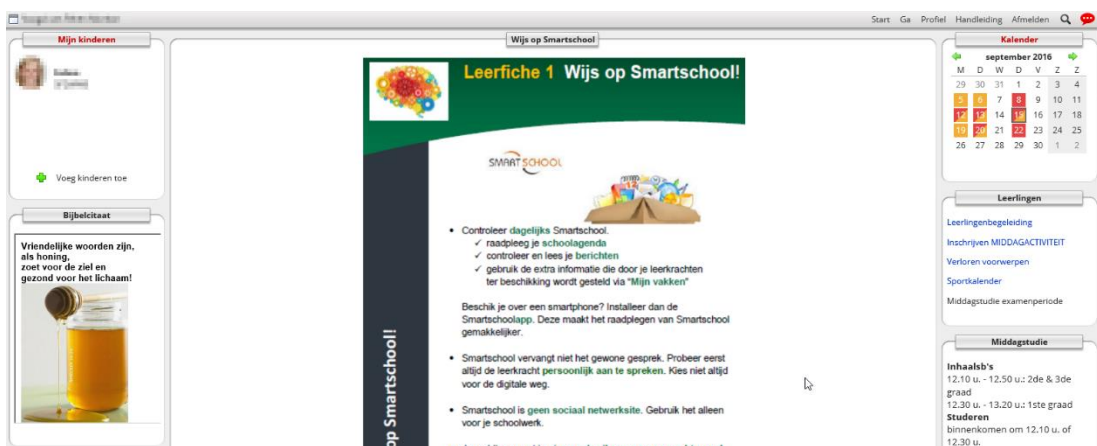 Start Ga Profiel Handleiding Afmelden
Mijn kinderen
Voeg kinderen toe
Bijbelcitaat
Vriendelijke woorden zijn,
als honing,
zoet voor de ziel en
gezond voor het lichaam!
Wijs op Smartschool
Leerfiche 1 Wijs op Smartschool!
SMARTSCHOOL
• Controleer dagelijks Smartschool.
✓ raadpleeg je schoolagenda
✓ controleer en lees je berichten
✓ gebruik de extra informatie die door je leerkrachten
ter beschikking wordt gesteld via "Mijn vakken"
Beschik je over een smartphone? Installeer dan de
Smartschoolapp. Deze maakt het raadplegen van Smartschool
gemakkelijker.
• Smartschool vervangt niet het gewone gesprek. Probeer eerst
altijd de leerkracht persoonlijk aan te spreken. Kies niet altijd
voor de digitale weg.
• Smartschool is geen sociaal netwerksite. Gebruik het alleen
voor je schoolwerk.
op Smartschool!
Kalender
september 2016
M D W D V Z Z
29 30 31 1 2 3 4
5 6 7 8 9 10 11
12 13 14 15 16 17 18
19 20 21 22 23 24 25
26 27 28 29 30 1 2
Leerlingen
Leerlingenbegeleiding
Inschrijven MIDDAGACTIVITEIT
Verloren voorwerpen
Sportkalender
Middagstudie examenperiode
Middagstudie
Inhaalsb's
12.10 u. - 12.50 u.: 2de & 3de
graad
12.30 u. - 13.20 u.: 1ste graad
Studeren
binnenkomen om 12.10 u. of
12.30 u.